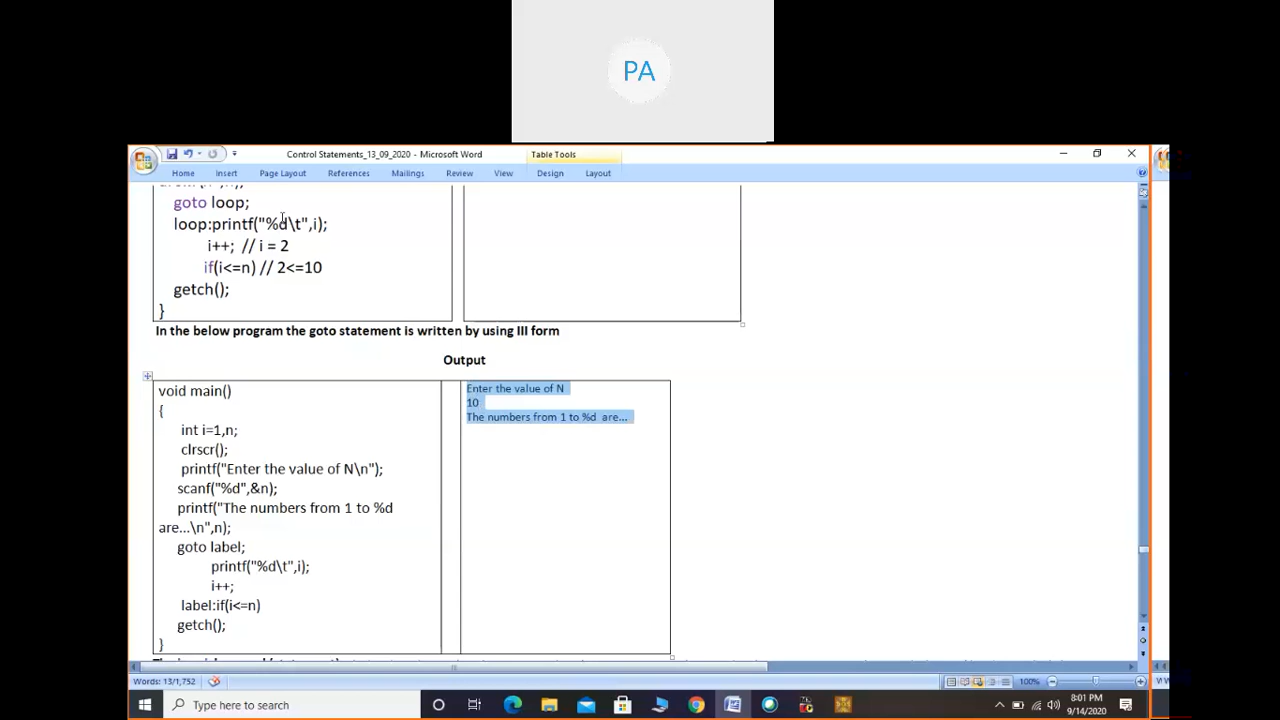 PA
Control Statements_13_09_2020 - Microsoft Word
Table Tools
Home Insert Page Layout References Mailings Review View Design Layout
goto loop;
loop:printf("%d\t",i);
i++; // i = 2
if(i<=n) // 2<=10
getch();
}
In the below program the goto statement is written by using III form
Output
void main()
{
int i=1,n;
clrscr();
printf("Enter the value of N\n");
scanf("%d",&n);
printf("The numbers from 1 to %d
are...\n",n);
goto label;
printf("%d\t",i);
i++;
label:if(i<=n)
getch();
}
Enter the value of N
10
The numbers from 1 to %d are...
Words: 13/1,752
100%
Type here to search
8:01 PM
9/14/2020